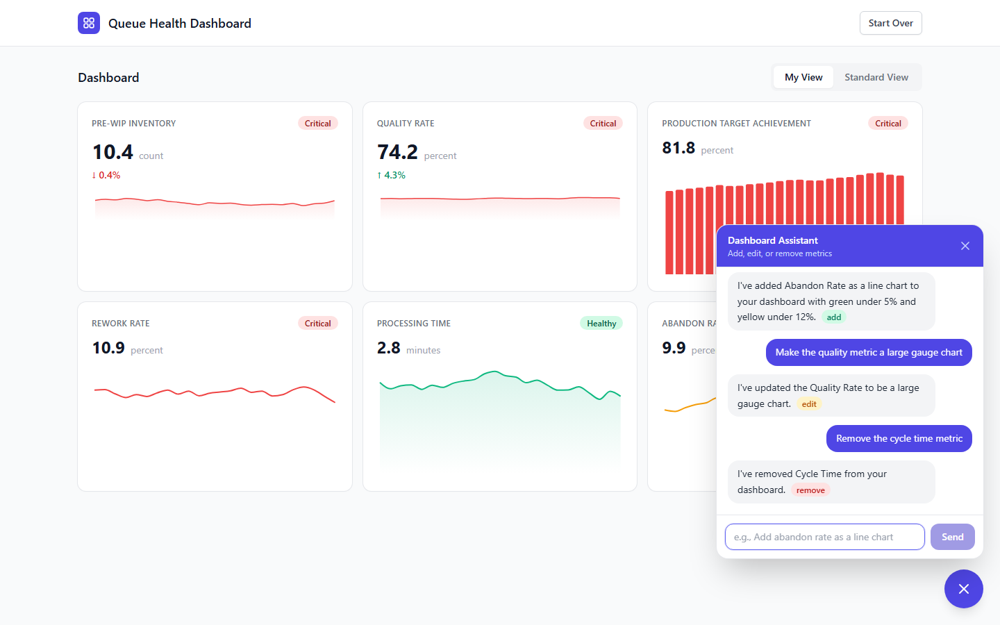 Queue Health Dashboard
Start Over
Dashboard
My View
Standard View
PRE-WIP INVENTORY
Critical
10.4 count
↓ 0.4%
QUALITY RATE
Critical
74.2 percent
↑ 4.3%
PRODUCTION TARGET ACHIEVEMENT
Critical
81.8 percent
REWORK RATE
Critical
10.9 percent
PROCESSING TIME
Healthy
2.8 minutes
ABANDON
9.9
Dashboard Assistant
Add, edit, or remove metrics
I've added Abandon Rate as a line chart to
your dashboard with green under 5% and
yellow under 12%. add
Make the quality metric a large gauge chart
I've updated the Quality Rate to be a large
gauge chart. edit
Remove the cycle time metric
I've removed Cycle Time from your
dashboard. remove
e.g., Add abandon rate as a line chart
Send